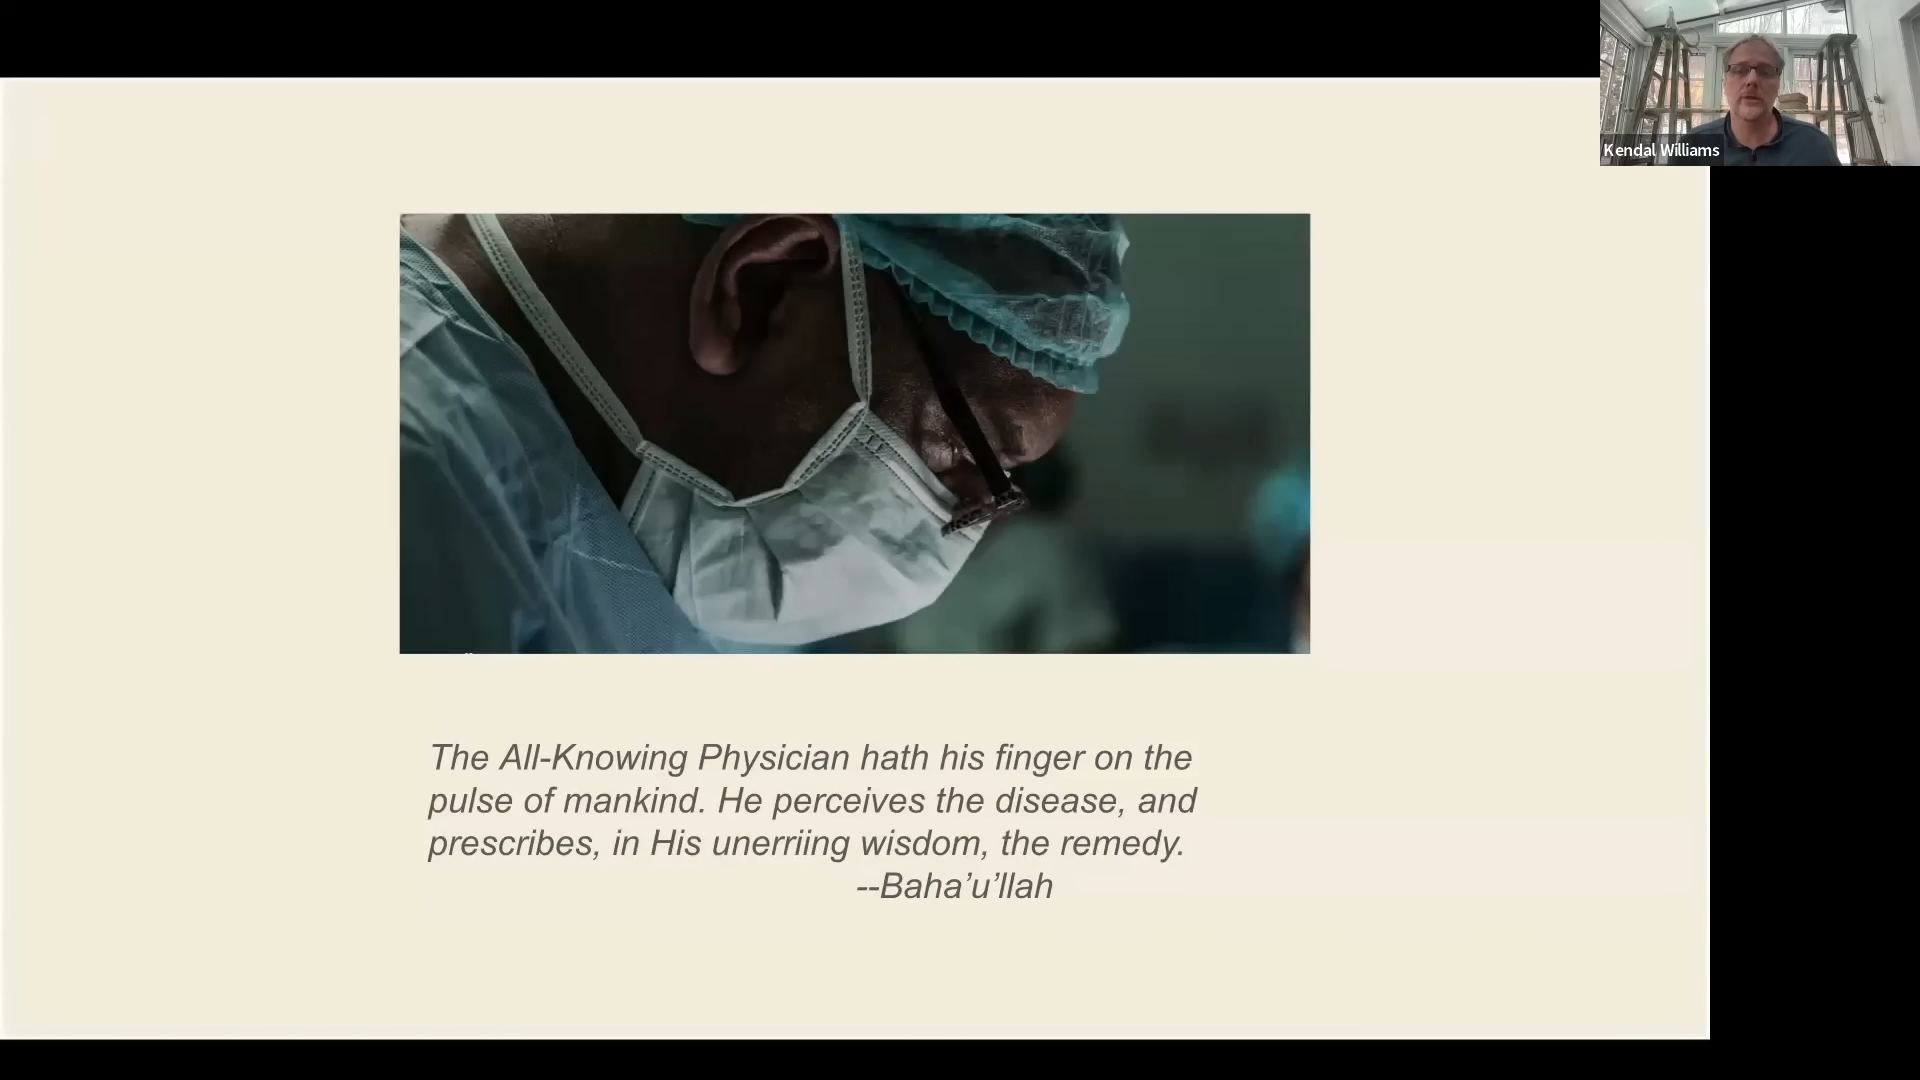 Kendal Williams
The All-Knowing Physician hath his finger on the
pulse of mankind. He perceives the disease, and
prescribes, in His unerriing wisdom, the remedy.
--Baha’u’llah